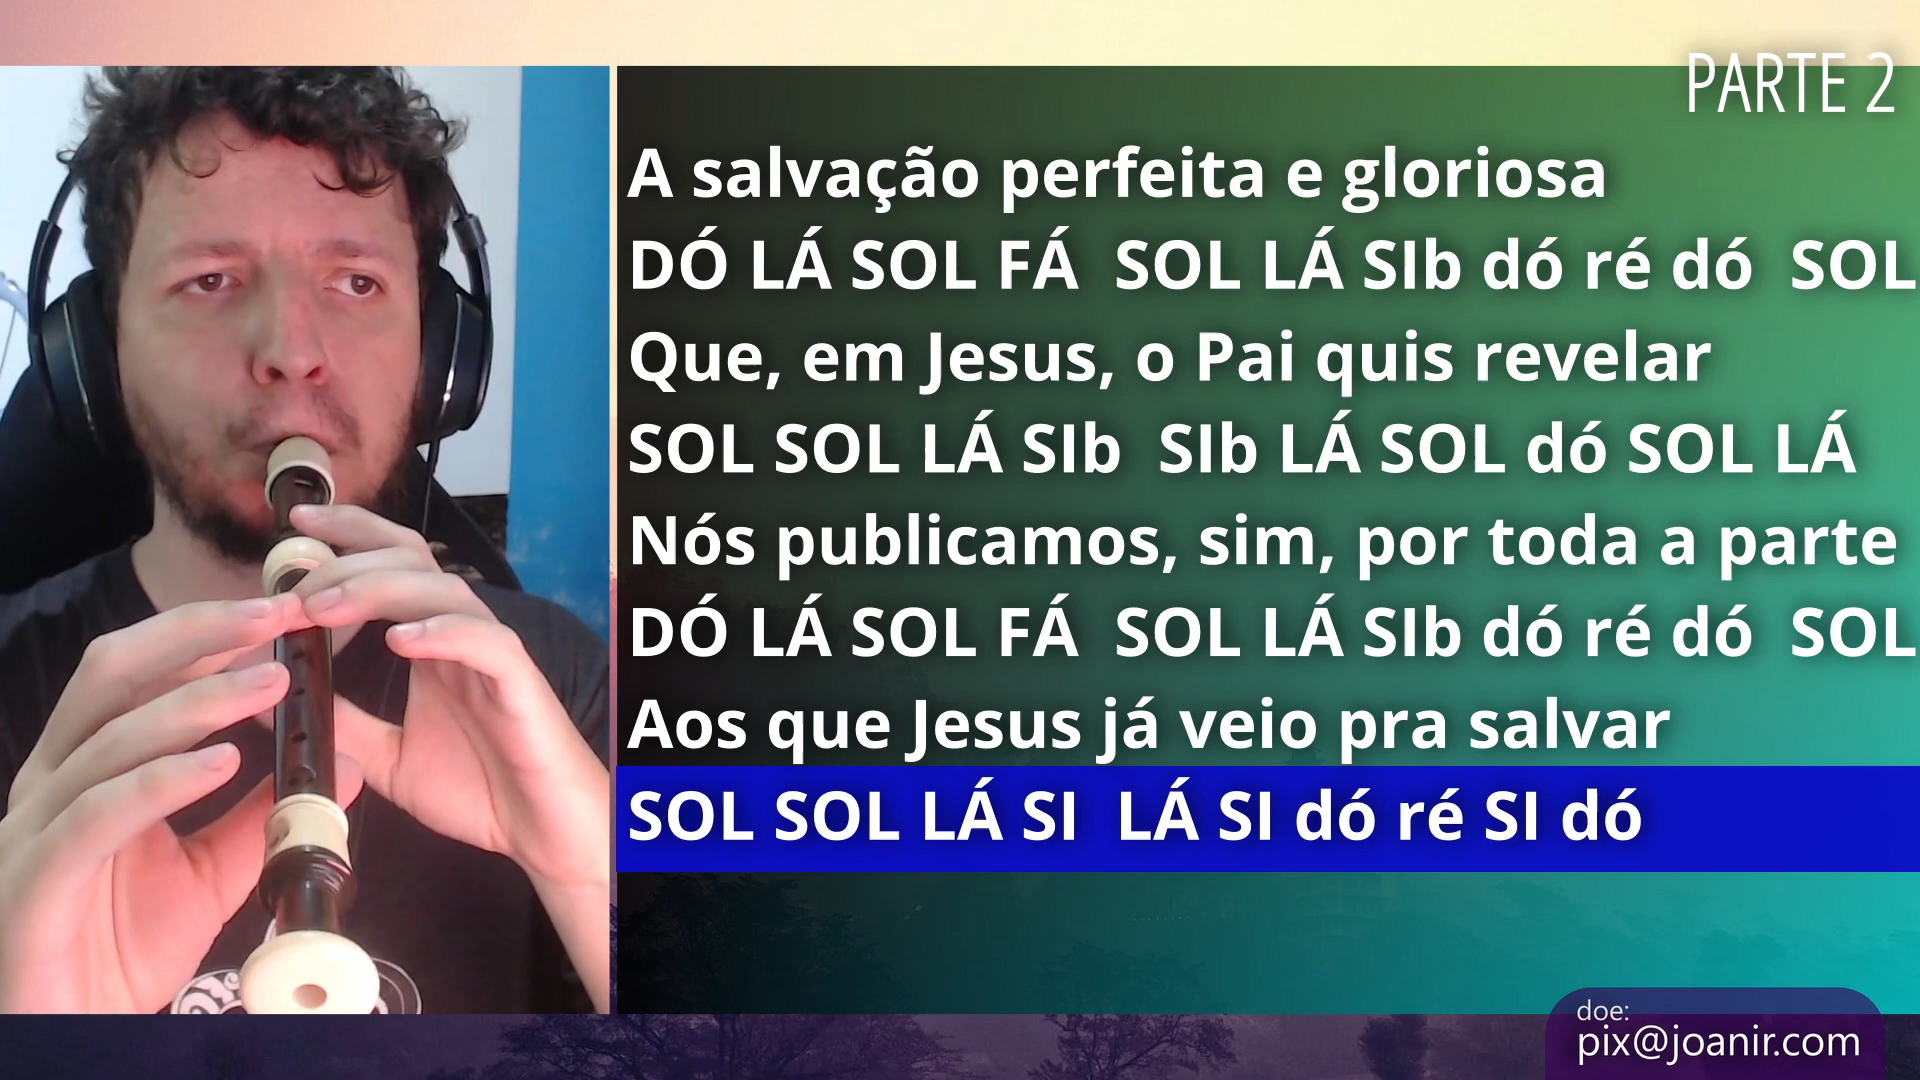 PARTE 2
A salvação perfeita e gloriosa
DÓ LÁ SOL FÁ  SOL LÁ SIb dó ré dó  SOL
Que, em Jesus, o Pai quis revelar
SOL SOL LÁ SIb  SIb LÁ SOL dó SOL LÁ
Nós publicamos, sim, por toda a parte
DÓ LÁ SOL FÁ  SOL LÁ SIb dó ré dó  SOL
Aos que Jesus já veio pra salvar
SOL SOL LÁ SI  LÁ SI dó ré SI dó
doe:
pix@joanir.com